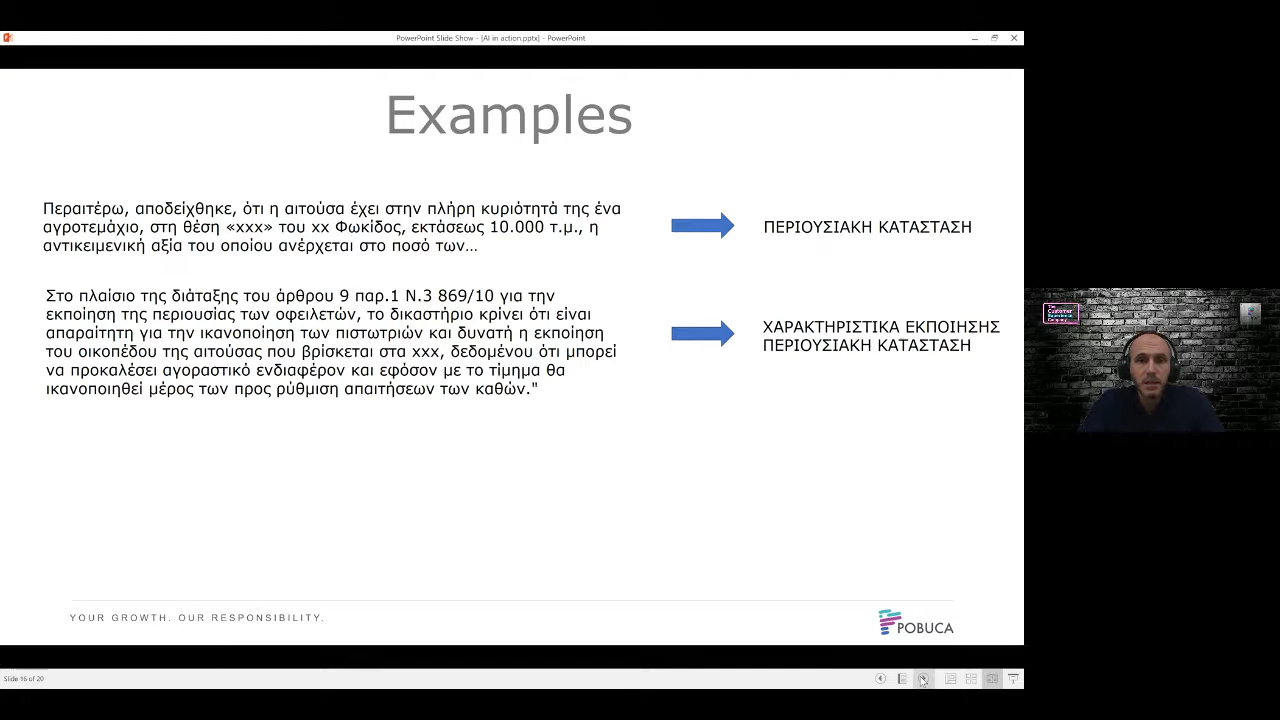 PowerPoint Slide Show - [AI in action.pptx] - PowerPoint
Examples
Περαιτέρω, αποδείχθηκε, ότι η αιτούσα έχει στην πλήρη κυριότητά της ένα
αγροτεμάχιο, στη θέση «xxx» του xx Φωκίδος, εκτάσεως 10.000 τ.μ., η
αντικειμενική αξία του οποίου ανέρχεται στο ποσό των…
ΠΕΡΙΟΥΣΙΑΚΗ ΚΑΤΑΣΤΑΣΗ
Στο πλαίσιο της διάταξης του άρθρου 9 παρ.1 Ν.3 869/10 για την
εκποίηση της περιουσίας των οφειλετών, το δικαστήριο κρίνει ότι είναι
απαραίτητη για την ικανοποίηση των πιστωτριών και δυνατη η εκποίηση
του οικοπέδου της αιτούσας που βρίσκεται στα xxx, δεδομένου ότι μπορεί
να προκαλέσει αγοραστικό ενδιαφέρον και εφόσον με το τίμημα θα
ικανοποιηθεί μέρος των προς ρύθμιση απαιτήσεων των καθών."
ΧΑΡΑΚΤΗΡΙΣΤΙΚΑ ΕΚΠΟΙΗΣΗΣ
ΠΕΡΙΟΥΣΙΑΚΗ ΚΑΤΑΣΤΑΣΗ
The
Customer
Experience
Company
YOUR GROWTH. OUR RESPONSIBILITY.
POBUCA
Slide 16 of 20